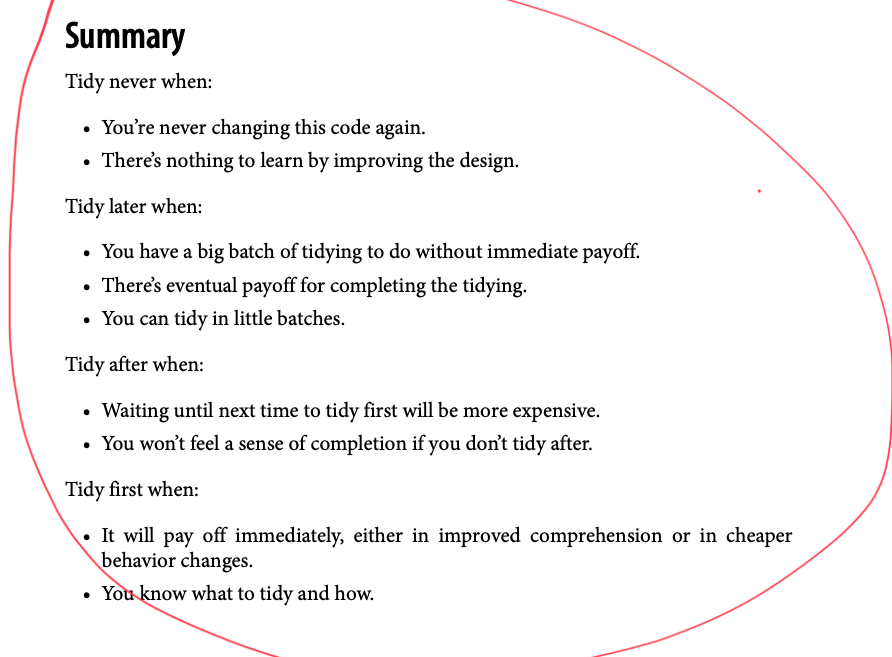 Summary
Tidy never when:
• You’re never changing this code again.
• There’s nothing to learn by improving the design.
Tidy later when:
• You have a big batch of tidying to do without immediate payoff.
• There’s eventual payoff for completing the tidying.
• You can tidy in little batches.
Tidy after when:
• Waiting until next time to tidy first will be more expensive.
• You won’t feel a sense of completion if you don’t tidy after.
Tidy first when:
• It will pay off immediately, either in improved comprehension or in cheaper
behavior changes.
• You know what to tidy and how.